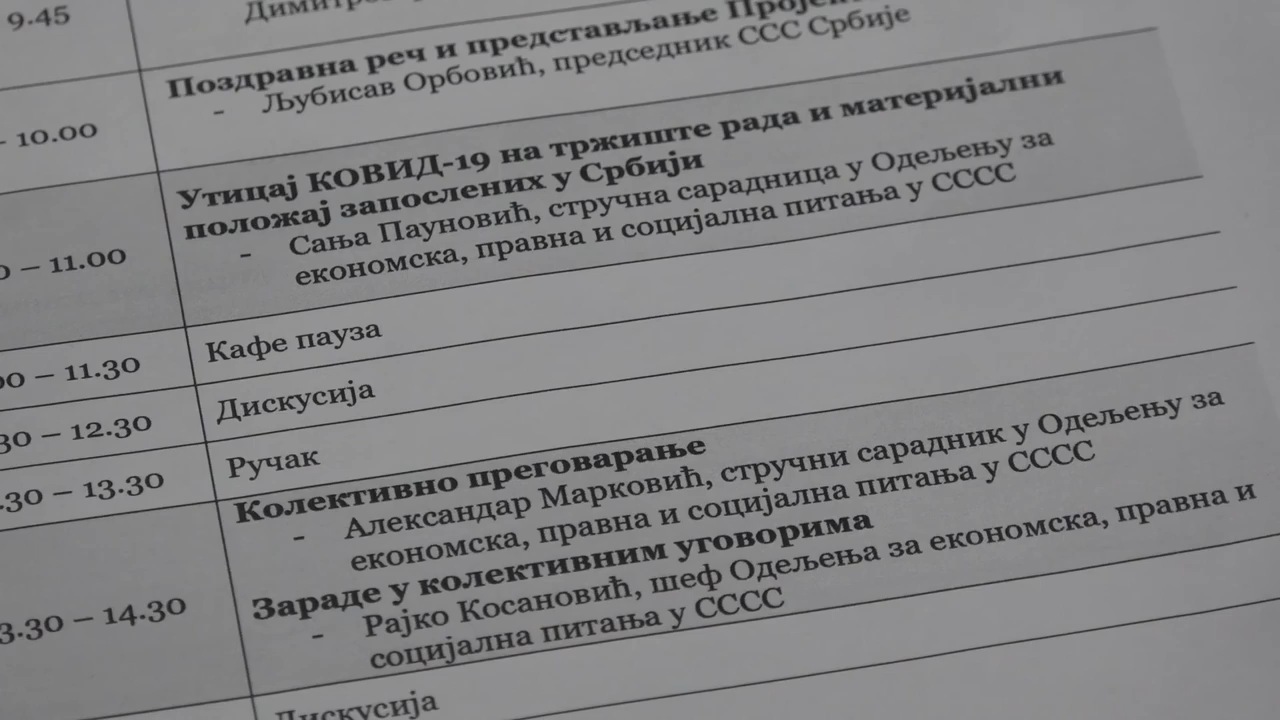 9.45
Поздравна реч и представљање
- Љубисав Орбовић, председник ССС Србије
– 10.00
Утицај КОВИД-19 на тржиште рада и материјални
положај запослених у Србији
- Сања Пауновић, стручна сарадница у Одељењу за
економска, правна и социјална питања у СССС
– 11.00
– 11.30 Кафе пауза
30 – 12.30 Дискусија
.30 – 13.30 Ручак
Колективно преговарање
- Александар Марковић, стручни сарадник у Одељењу за
економска, правна и социјална питања у СССС
3.30 – 14.30
Зараде у колективним уговорима
- Рајко Косановић, шеф Одељења за економска, правна и
социјална питања у СССС
Дискусија